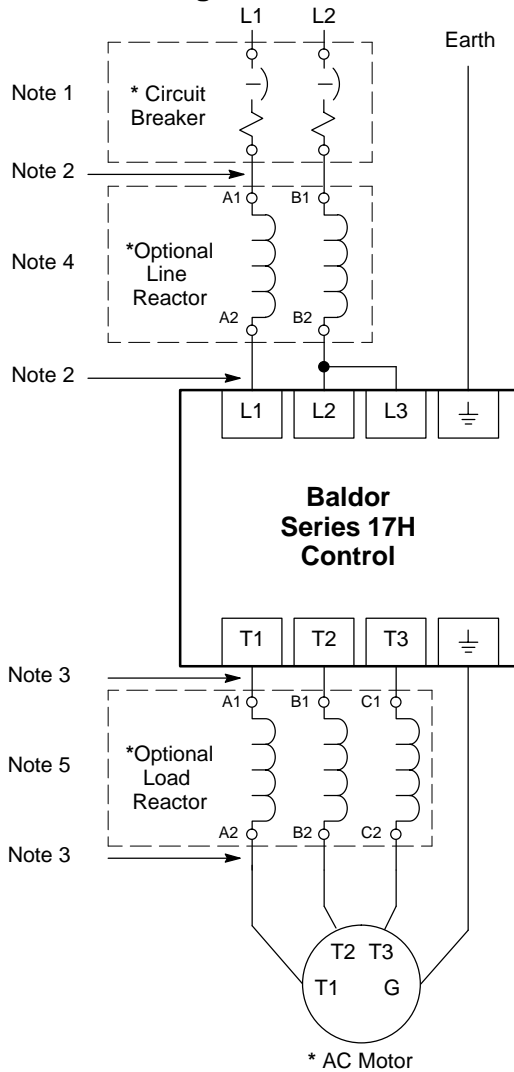 L1 L2
Earth
Note 1
* Circuit
Breaker
Note 2
A1 B1
Note 4
*Optional
Line
Reactor
A2 B2
Note 2
L1 L2 L3
Baldor
Series 17H
Control
T1 T2 T3
Note 3
A1 B1 C1
Note 5
*Optional
Load
Reactor
A2 B2 C2
Note 3
T2 T3
T1 G
* AC Motor